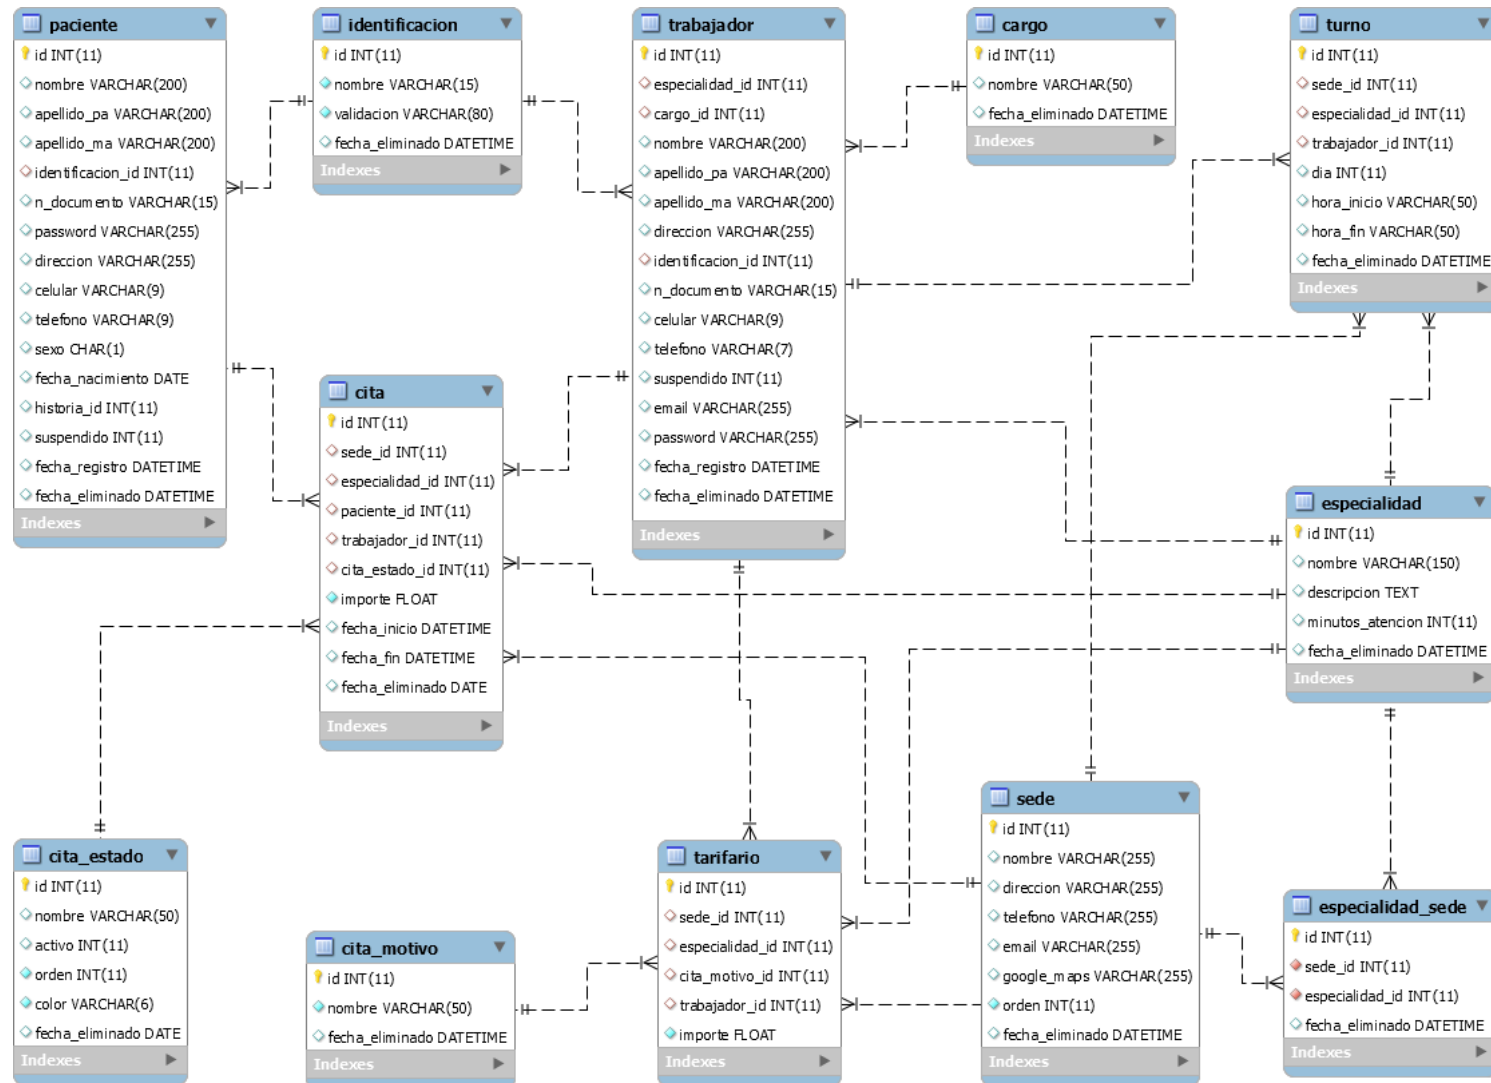 paciente
id INT(11)
nombre VARCHAR(200)
apellido_pa VARCHAR(200)
apellido_ma VARCHAR(200)
identificacion_id INT(11)
n_documento VARCHAR(15)
password VARCHAR(255)
direccion VARCHAR(255)
celular VARCHAR(9)
telefono VARCHAR(9)
sexo CHAR(1)
fecha_nacimiento DATE
historia_id INT(11)
suspendido INT(11)
fecha_registro DATETIME
fecha_eliminado DATETIME
Indexes
identificacion
id INT(11)
nombre VARCHAR(15)
validacion VARCHAR(80)
fecha_eliminado DATETIME
Indexes
trabajador
id INT(11)
especialidad_id INT(11)
cargo_id INT(11)
nombre VARCHAR(200)
apellido_pa VARCHAR(200)
apellido_ma VARCHAR(200)
direccion VARCHAR(255)
identificacion_id INT(11)
n_documento VARCHAR(15)
celular VARCHAR(9)
telefono VARCHAR(7)
suspendido INT(11)
email VARCHAR(255)
password VARCHAR(255)
fecha_registro DATETIME
fecha_eliminado DATETIME
Indexes
cargo
id INT(11)
nombre VARCHAR(50)
fecha_eliminado DATETIME
Indexes
turno
id INT(11)
sede_id INT(11)
especialidad_id INT(11)
trabajador_id INT(11)
dia INT(11)
hora_inicio VARCHAR(50)
hora_fin VARCHAR(50)
fecha_eliminado DATETIME
Indexes
cita
id INT(11)
sede_id INT(11)
especialidad_id INT(11)
paciente_id INT(11)
trabajador_id INT(11)
cita_estado_id INT(11)
importe FLOAT
fecha_inicio DATETIME
fecha_fin DATETIME
fecha_eliminado DATE
Indexes
especialidad
id INT(11)
nombre VARCHAR(150)
descripcion TEXT
minutos_atencion INT(11)
fecha_eliminado DATETIME
Indexes
cita_estado
id INT(11)
nombre VARCHAR(50)
activo INT(11)
orden INT(11)
color VARCHAR(6)
fecha_eliminado DATE
Indexes
cita_motivo
id INT(11)
nombre VARCHAR(50)
fecha_eliminado DATETIME
Indexes
tarifario
id INT(11)
sede_id INT(11)
especialidad_id INT(11)
cita_motivo_id INT(11)
trabajador_id INT(11)
importe FLOAT
Indexes
sede
id INT(11)
nombre VARCHAR(255)
direccion VARCHAR(255)
telefono VARCHAR(255)
email VARCHAR(255)
google_maps VARCHAR(255)
orden INT(11)
fecha_eliminado DATETIME
Indexes
especialidad_sede
id INT(11)
sede_id INT(11)
especialidad_id INT(11)
fecha_eliminado DATETIME
Indexes